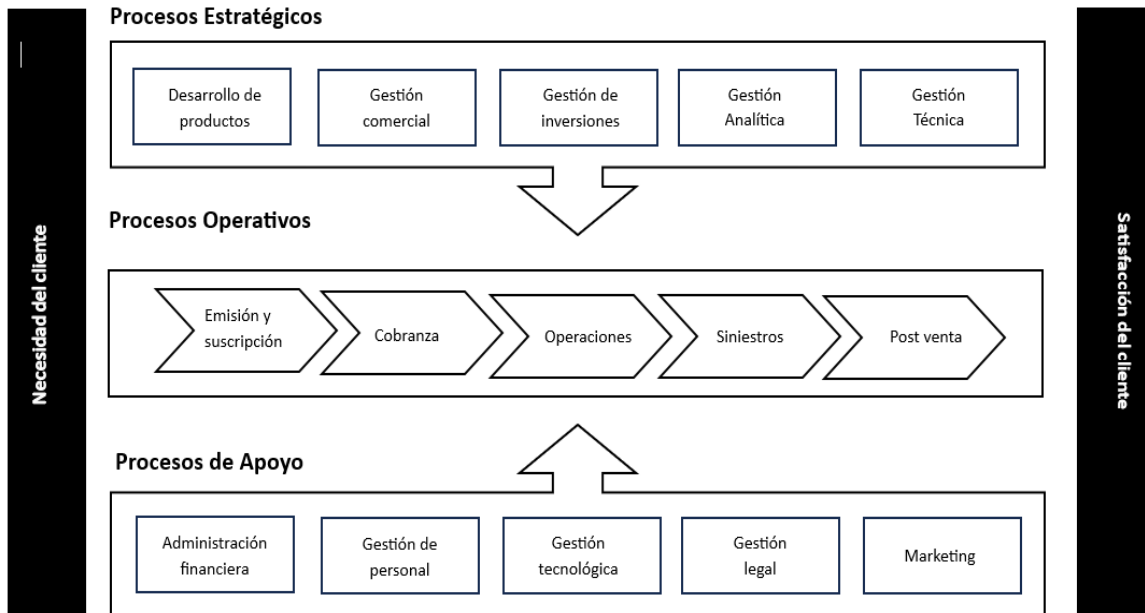 Procesos Estratégicos
Desarrollo de
productos
Gestión
comercial
Gestión de
inversiones
Gestión
Analítica
Gestión
Técnica
Necesidad del cliente
Procesos Operativos
Emisión y
suscripción
Cobranza
Operaciones
Siniestros
Post venta
Satisfacción del cliente
Procesos de Apoyo
Administración
financiera
Gestión de
personal
Gestión
tecnológica
Gestión
legal
Marketing